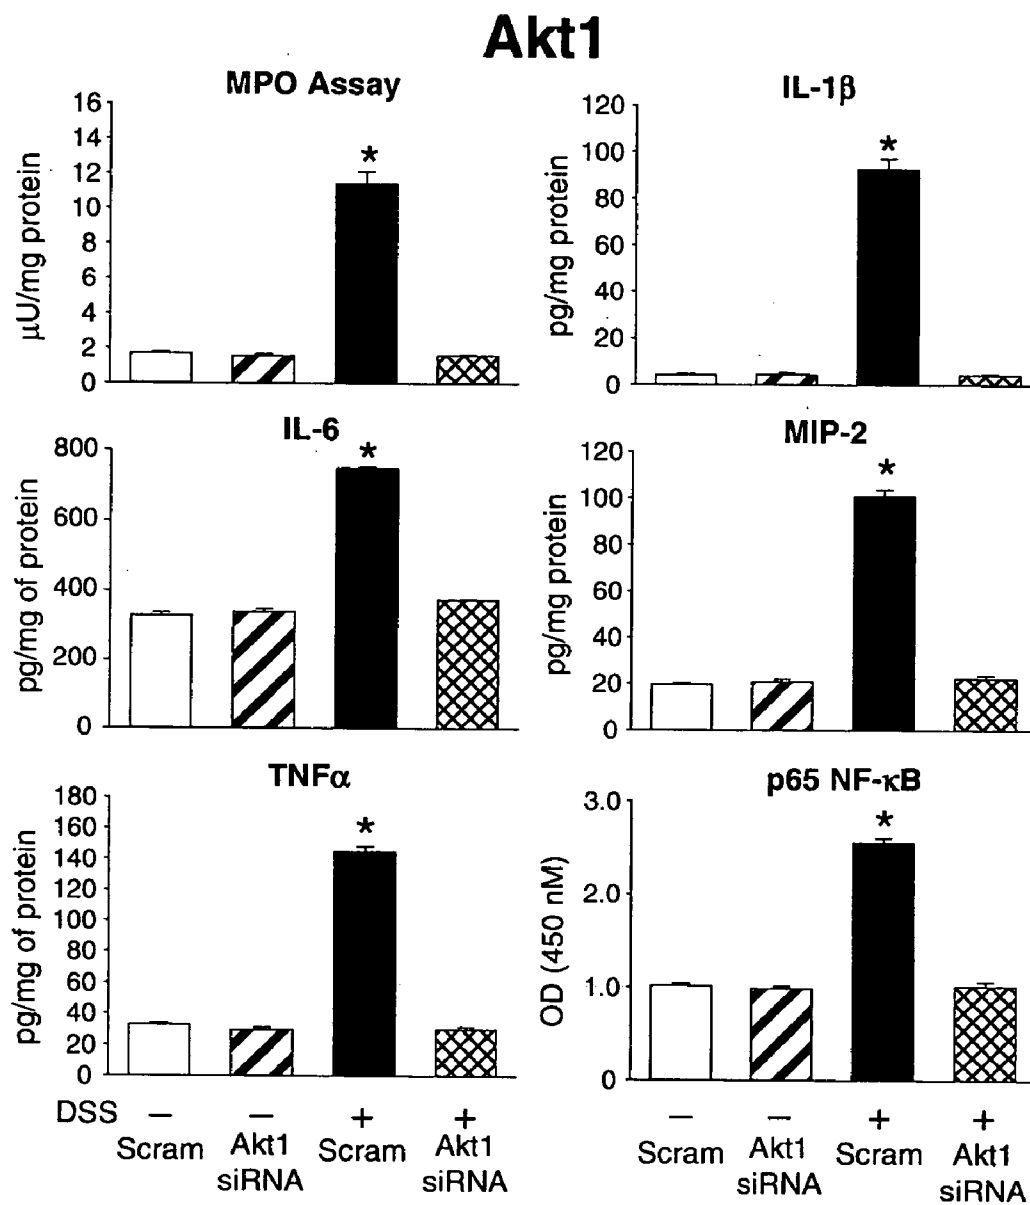 Akt1
MPO Assay
16
14
12
10
8
6
4
2
0
μU/mg protein
*
IL-1β
120
100
80
60
40
20
0
pg/mg protein
*
IL-6
800
600
400
200
0
pg/mg of protein
*
MIP-2
120
100
80
60
40
20
0
pg/mg protein
*
TNFα
180
160
140
120
100
80
60
40
20
0
pg/mg of protein
*
p65 NF-κB
3.0
2.0
1.0
0
OD (450 nM)
*
DSS − − + +
Scram Akt1 Scram Akt1
siRNA siRNA
− − + +
Scram Akt1 Scram Akt1
siRNA siRNA